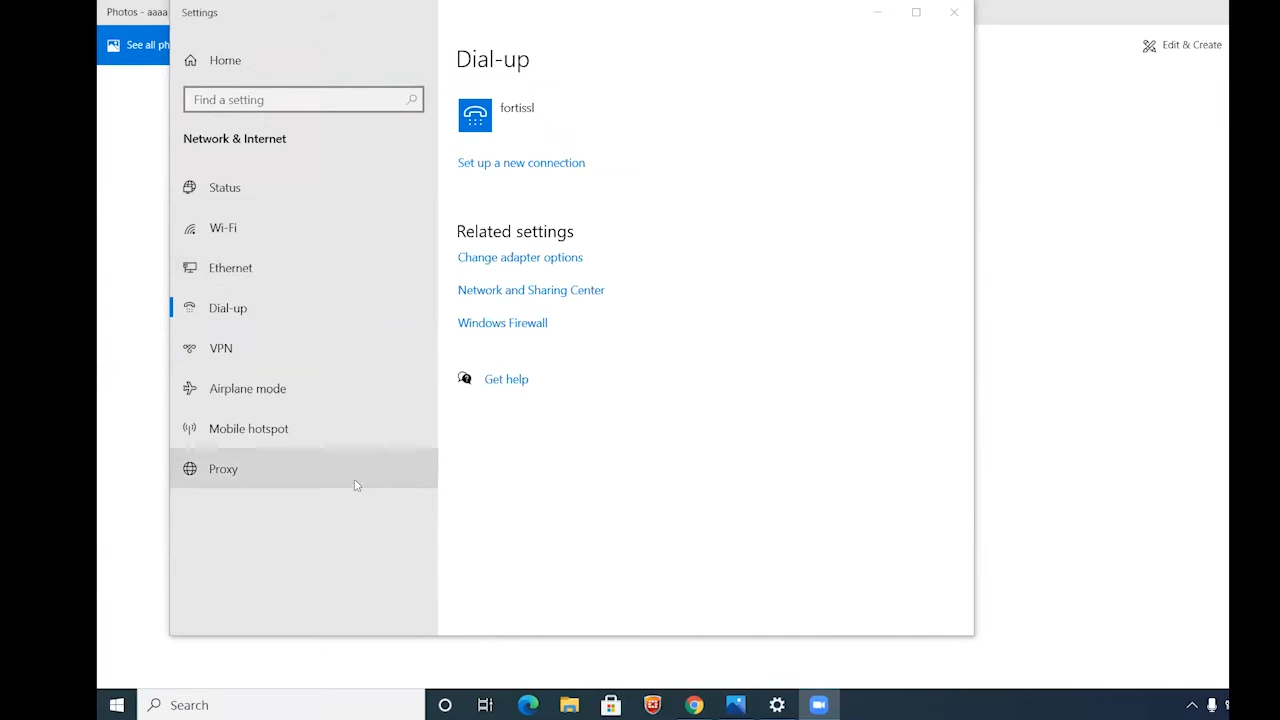 Photos - aaaa
Settings
See all ph
Edit & Create
Home
Find a setting
Network & Internet
Status
Wi-Fi
Ethernet
Dial-up
VPN
Airplane mode
Mobile hotspot
Proxy
Dial-up
fortissl
Set up a new connection
Related settings
Change adapter options
Network and Sharing Center
Windows Firewall
Get help
Search